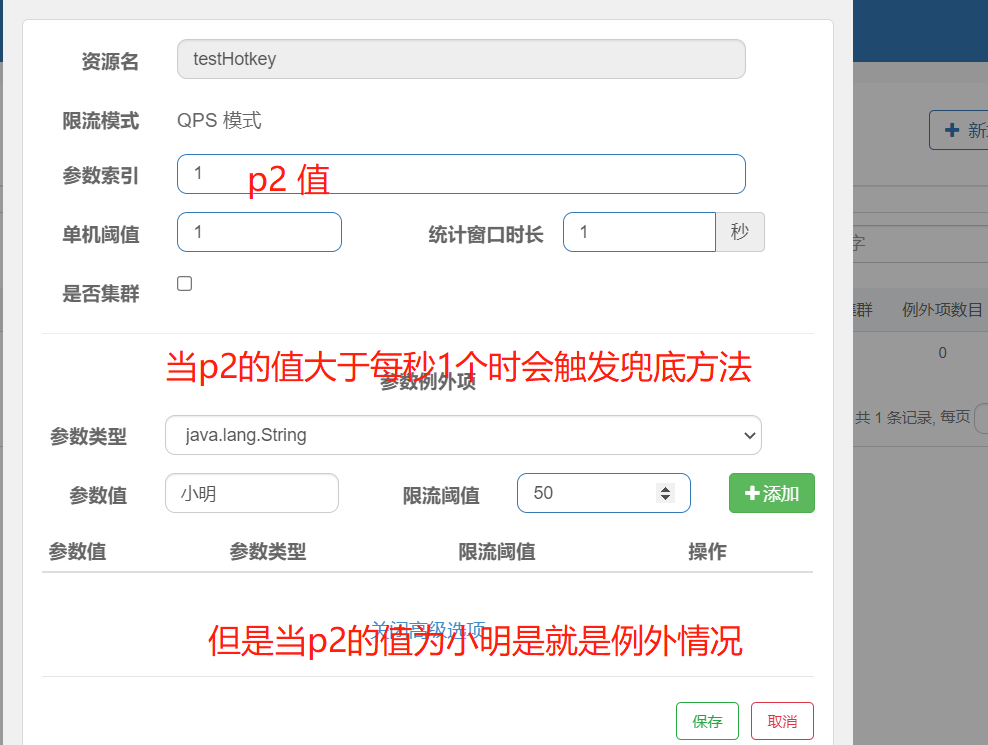 资源名 testHotkey
限流模式 QPS 模式
新
参数索引 1 p2 值
单机阈值 1 统计窗口时长 1 秒
字
是否集群
集群 例外项数目
0
当p2的值大于每秒1个时会触发兜底方法
参数例外项
共 1 条记录, 每页
参数类型 java.lang.String
参数值 小明 限流阈值 50 添加
参数值 参数类型 限流阈值 操作
关闭高级选项
但是当p2的值为小明是就是例外情况
保存 取消